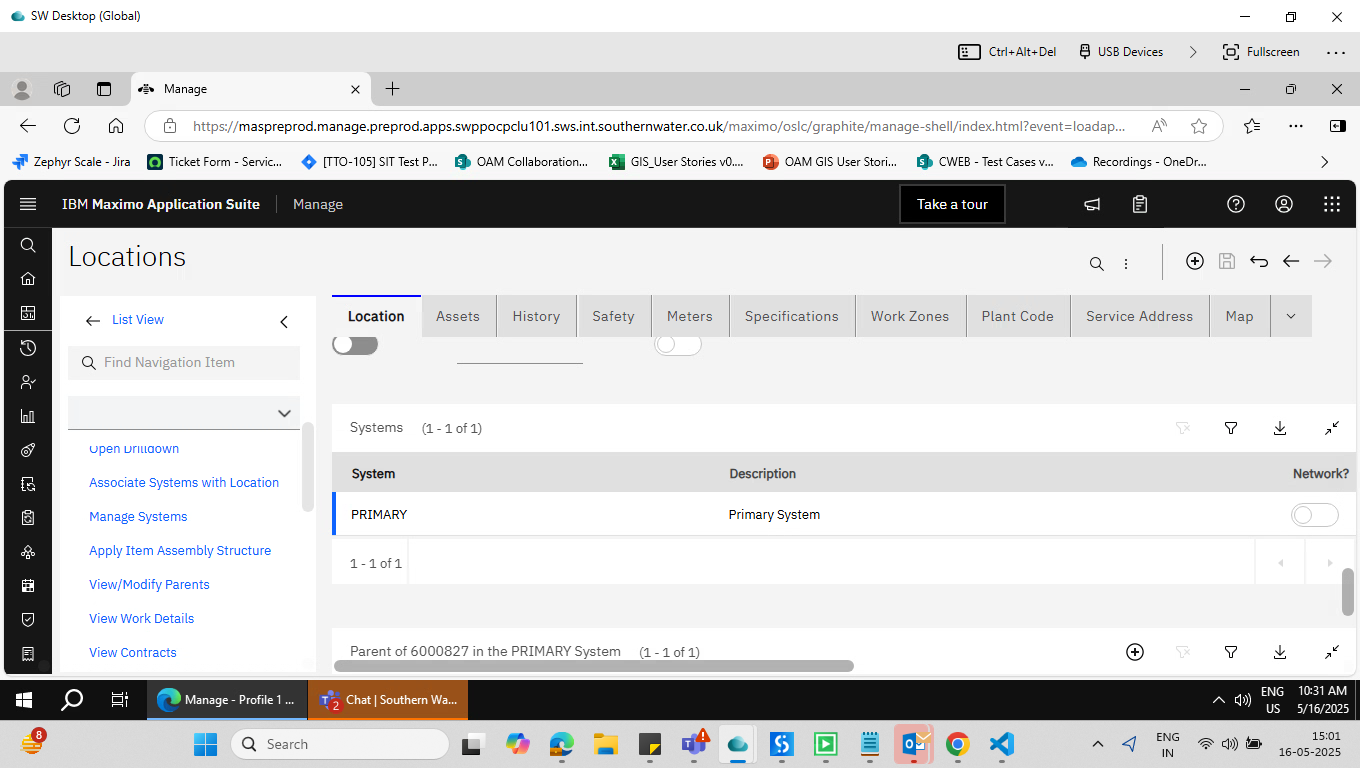 SW Desktop (Global)
Ctrl+Alt+Del
USB Devices
Fullscreen
Manage
https://maspreprod.manage.preprod.apps.swppocpclu101.sws.int.southernwater.co.uk/maximo/oslc/graphite/manage-shell/index.html?event=loadap...
Zephyr Scale - Jira
Ticket Form - Servic...
[TTO-105] SIT Test P...
OAM Collaboration...
GIS_User Stories v0....
OAM GIS User Stori...
CWEB - Test Cases v...
Recordings - OneDr...
IBM Maximo Application Suite
Manage
Take a tour
Locations
List View
Find Navigation Item
Open Drilldown
Associate Systems with Location
Manage Systems
Apply Item Assembly Structure
View/Modify Parents
View Work Details
View Contracts
Location
Assets
History
Safety
Meters
Specifications
Work Zones
Plant Code
Service Address
Map
Systems (1 - 1 of 1)
System Description Network?
PRIMARY Primary System
1 - 1 of 1
Parent of 6000827 in the PRIMARY System (1 - 1 of 1)
Manage - Profile 1 ...
2
Chat | Southern Wa...
ENG
US
10:31 AM
5/16/2025
8
Search
ENG
IN
15:01
16-05-2025